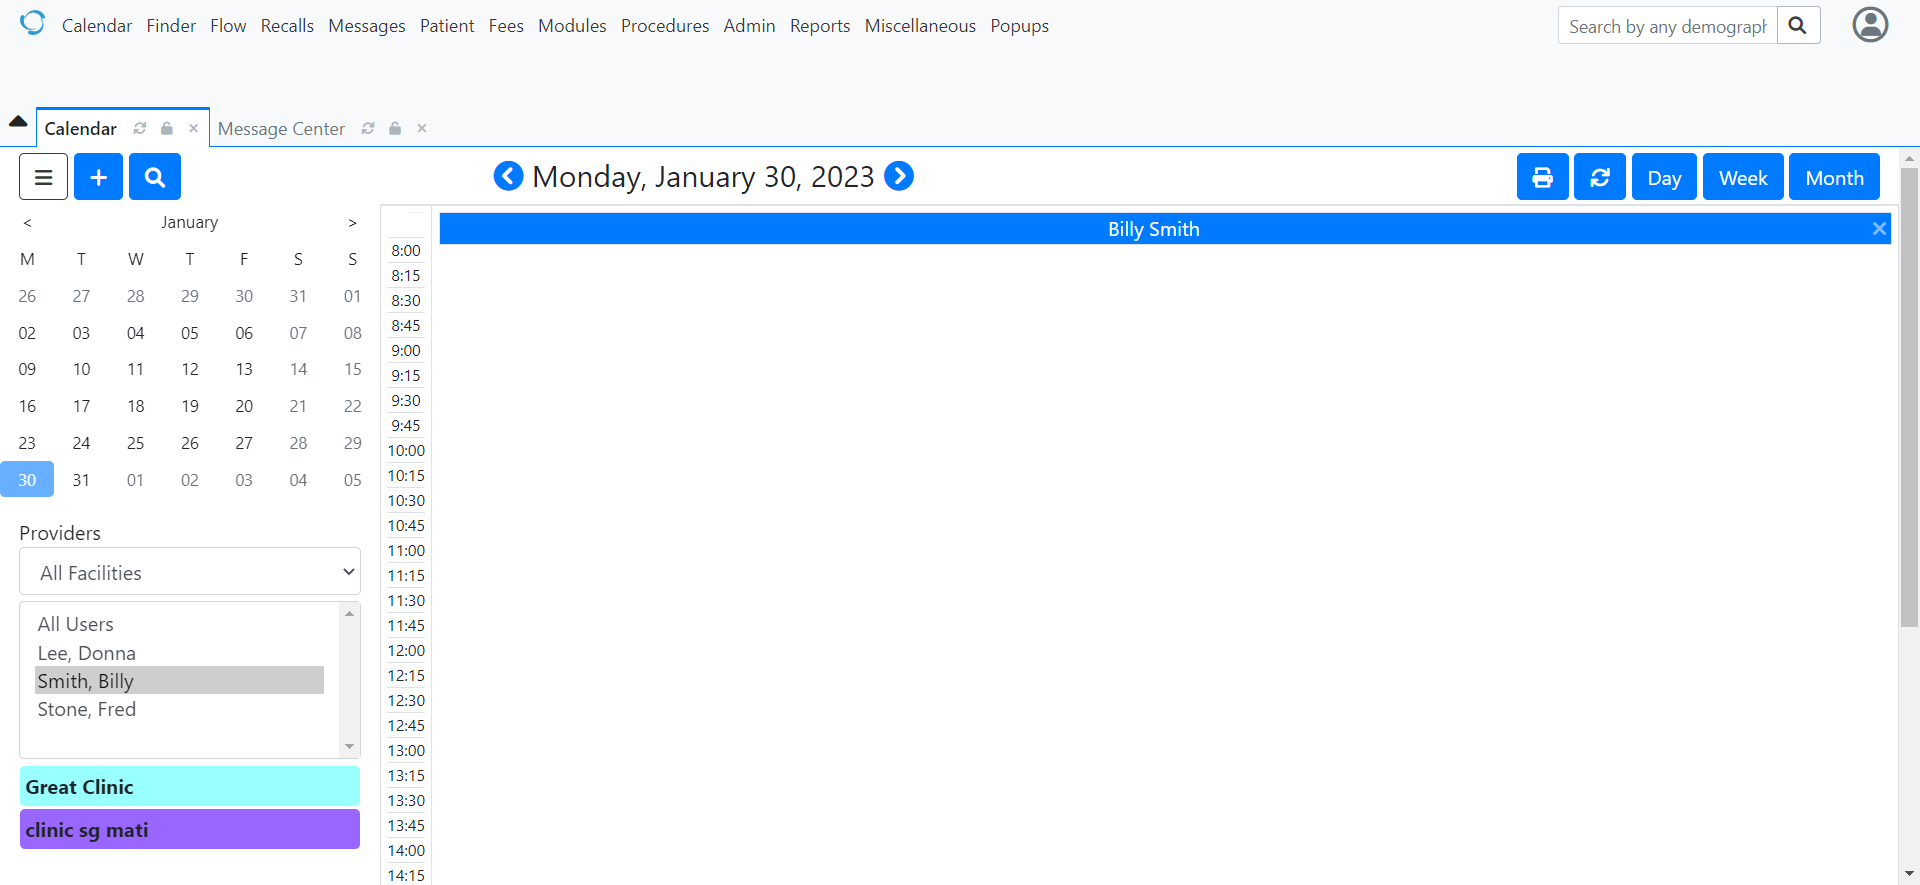 Calendar Finder Flow Recalls Messages Patient Fees Modules Procedures Admin Reports Miscellaneous Popups
Search by any demograph
Calendar
Message Center
Monday, January 30, 2023
Day Week Month
< January >
M T W T F S S
26 27 28 29 30 31 01
02 03 04 05 06 07 08
09 10 11 12 13 14 15
16 17 18 19 20 21 22
23 24 25 26 27 28 29
30 31 01 02 03 04 05
Providers
All Facilities
All Users
Lee, Donna
Smith, Billy
Stone, Fred
Great Clinic
clinic sg mati
Billy Smith
8:00
8:15
8:30
8:45
9:00
9:15
9:30
9:45
10:00
10:15
10:30
10:45
11:00
11:15
11:30
11:45
12:00
12:15
12:30
12:45
13:00
13:15
13:30
13:45
14:00
14:15